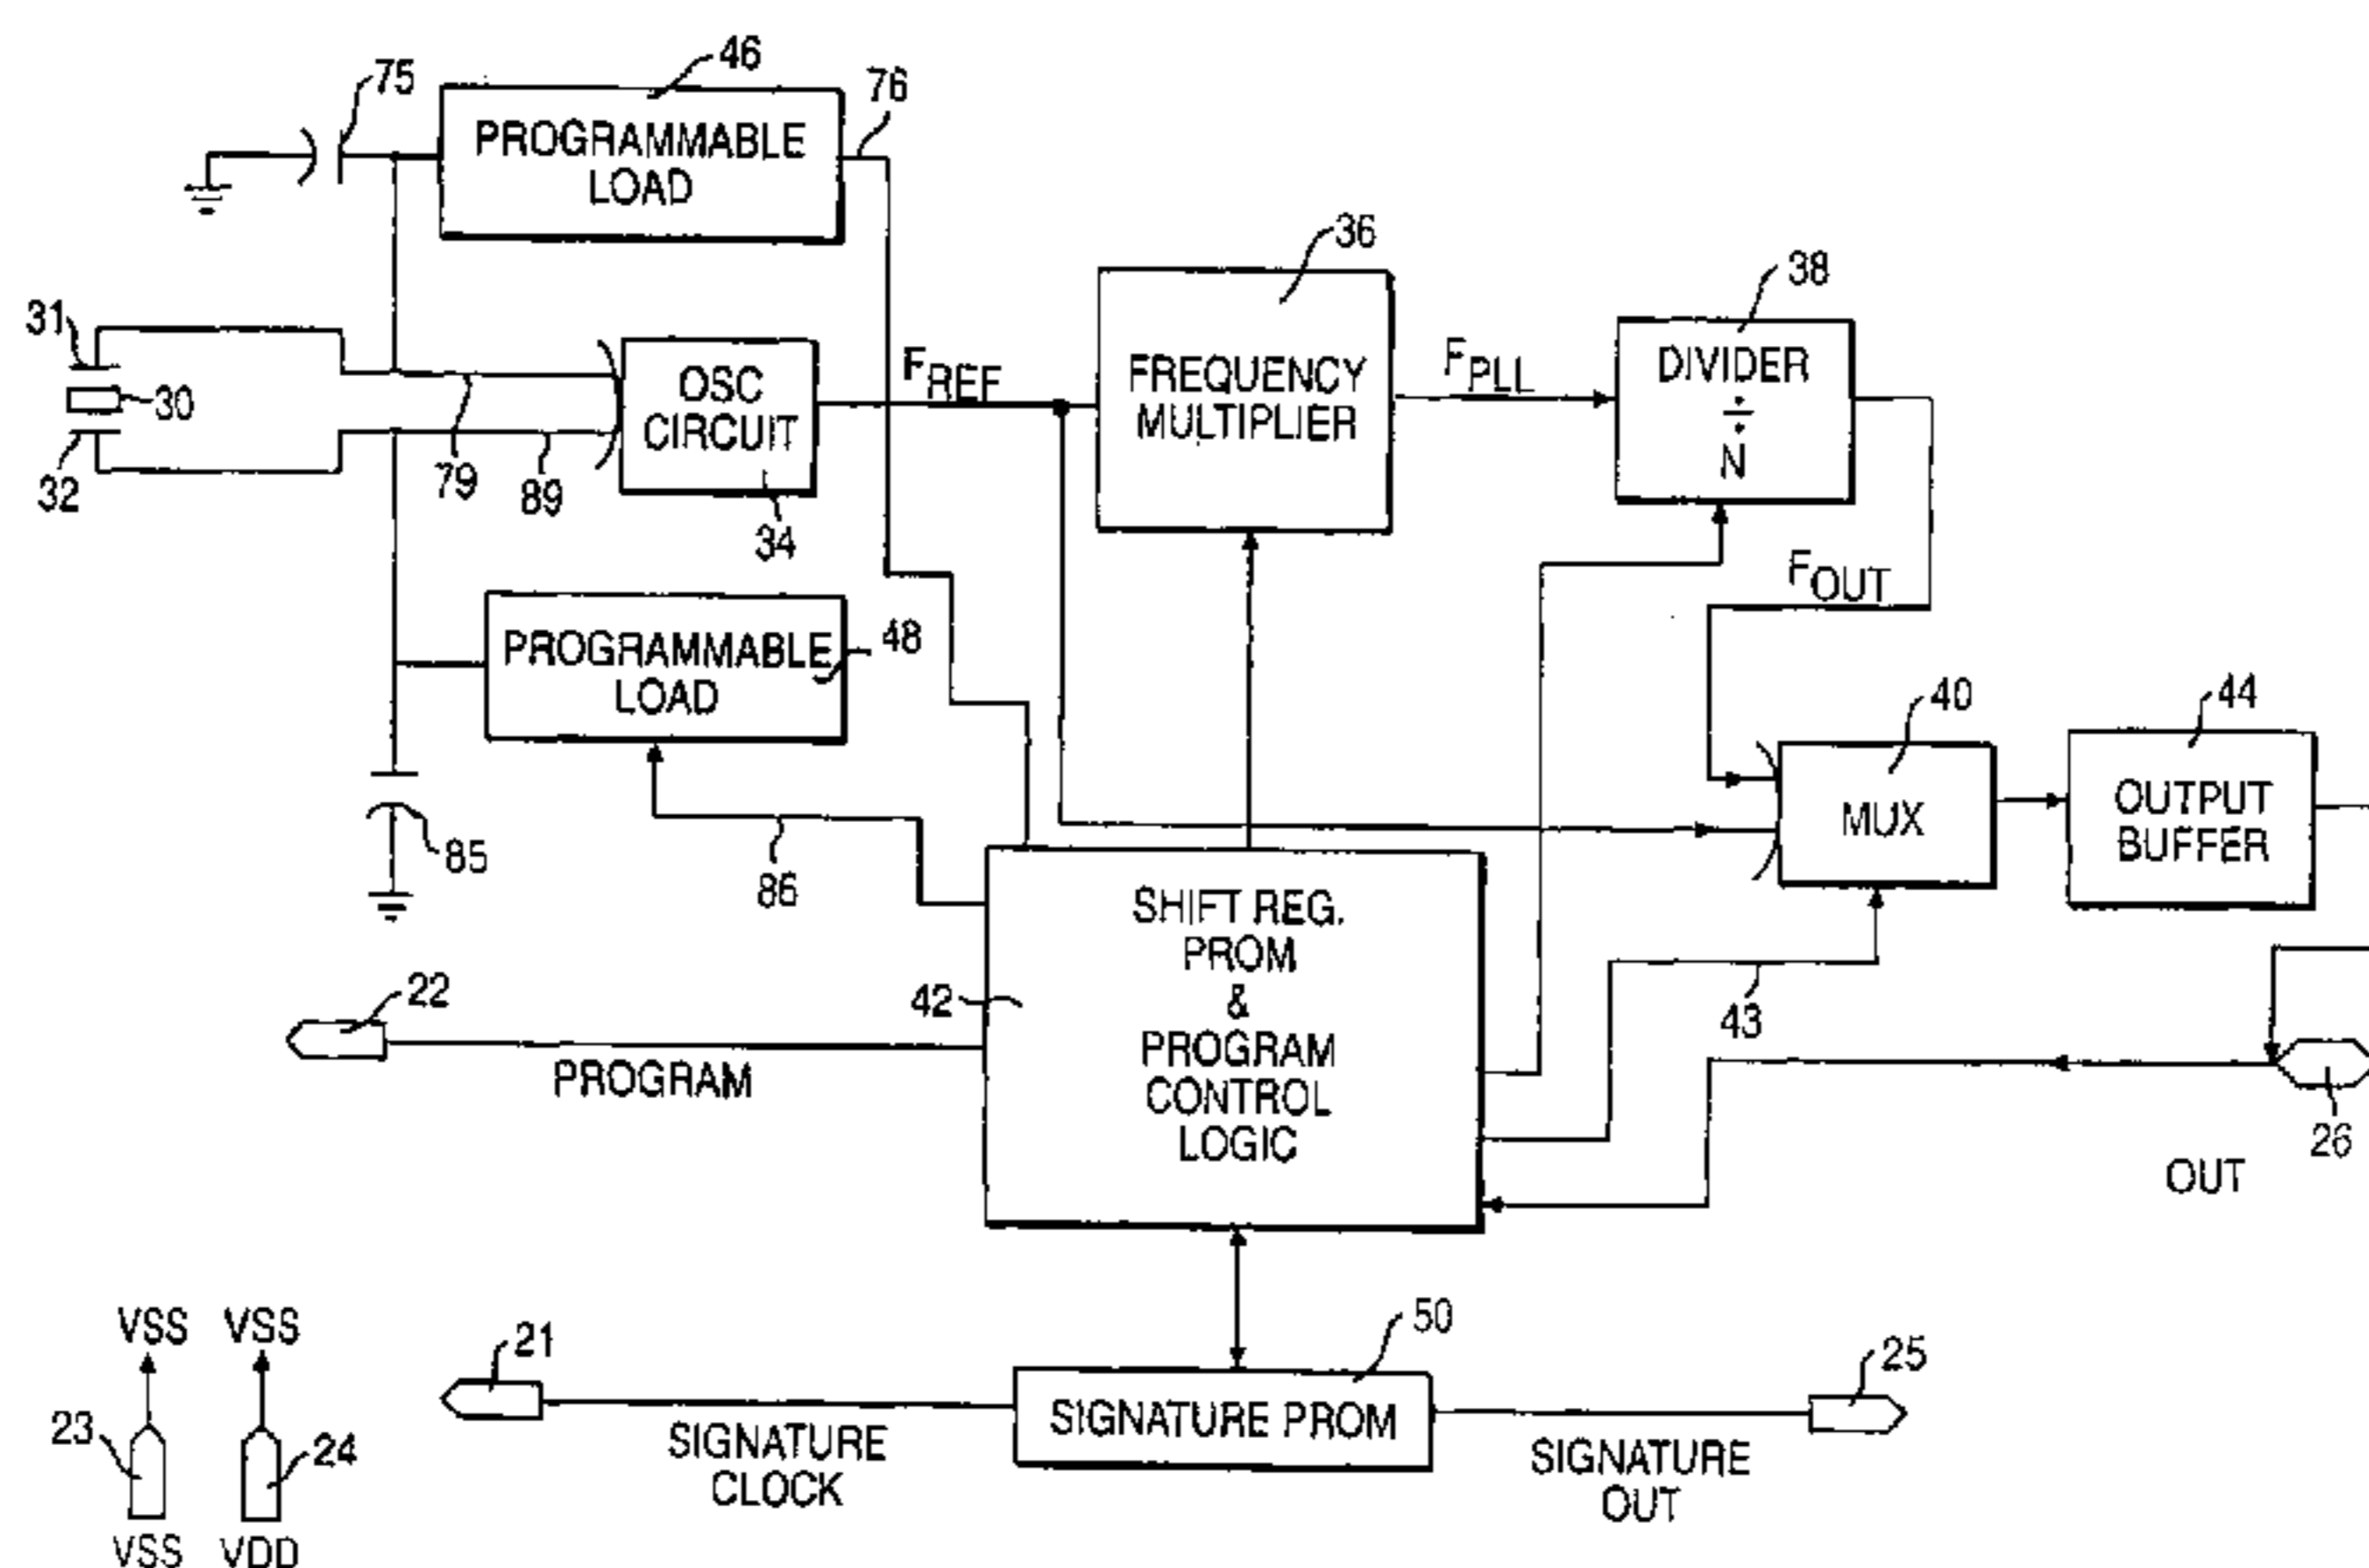 46
75
76
PROGRAMMABLE
LOAD
36
38
31
30
32
79
89
OSC
CIRCUIT
34
FREF
FREQUENCY
MULTIPLIER
FPLL
DIVIDER
÷
N
FOUT
PROGRAMMABLE
LOAD
48
40
44
MUX
OUTPUT
BUFFER
85
86
SHIFT REG.
PROM
&
PROGRAM
CONTROL
LOGIC
42
43
22
PROGRAM
26
OUT
VSS VSS
21
50
25
23
24
SIGNATURE PROM
SIGNATURE
CLOCK
SIGNATURE
OUT
VSS VDD